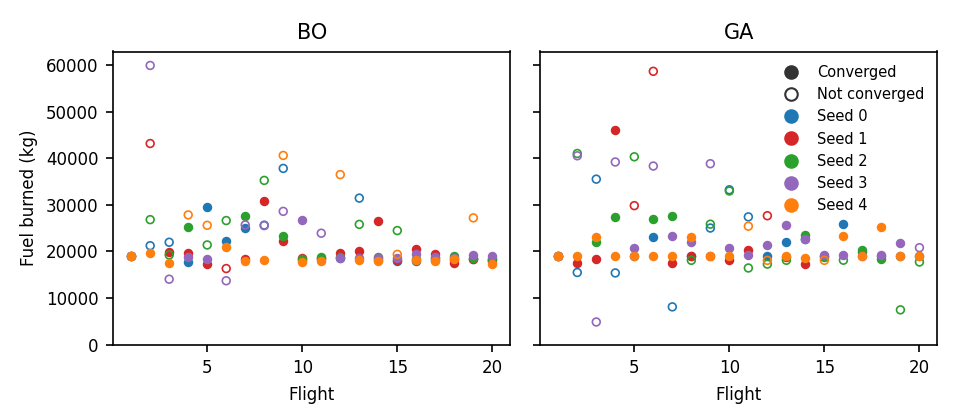 BO
GA
Fuel burned (kg)
60000
50000
40000
30000
20000
10000
0
5
10
15
20
Flight
5
10
15
20
Flight
Converged
Not converged
Seed 0
Seed 1
Seed 2
Seed 3
Seed 4